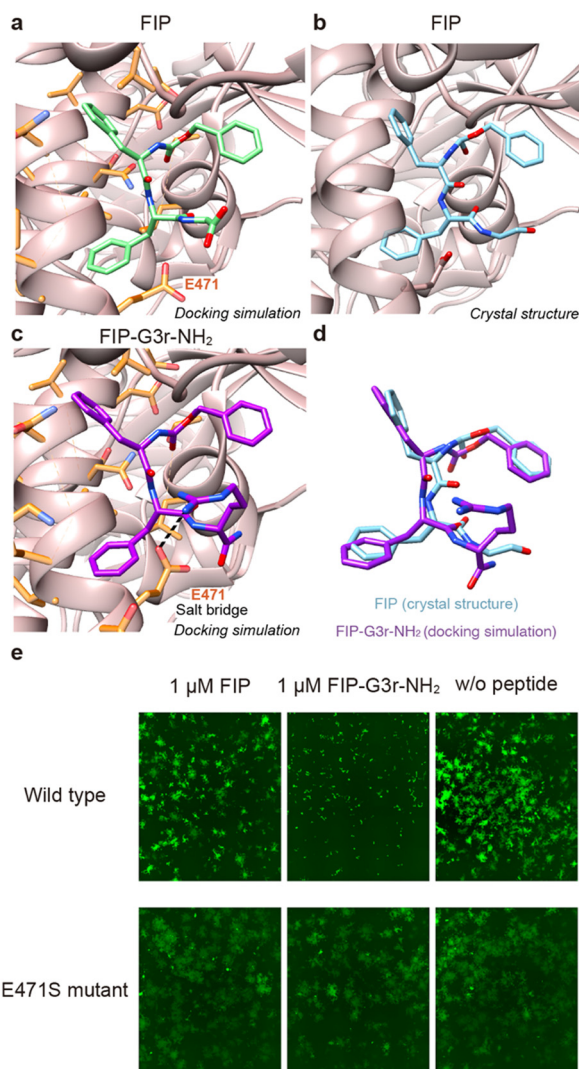 a
FIP
b
FIP
E471
Docking simulation
Crystal structure
c
FIP-G3r-NH₂
d
E471
Salt bridge
Docking simulation
FIP (crystal structure)
FIP-G3r-NH₂ (docking simulation)
e
1 μM FIP
1 μM FIP-G3r-NH₂
w/o peptide
Wild type
E471S mutant